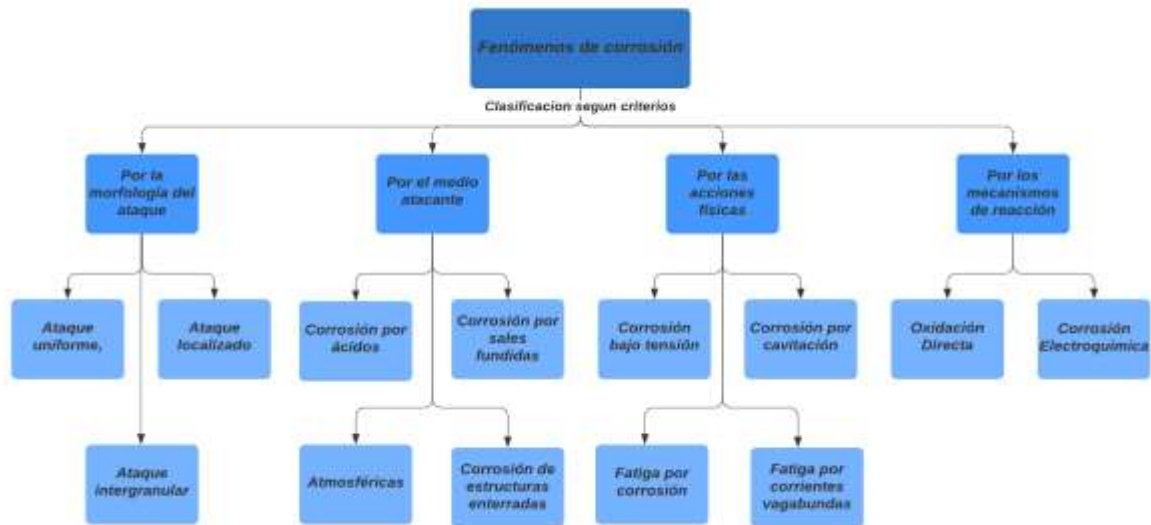 Fenómenos de corrosión
Clasificacion segun criterios
Por la
morfología del
ataque
Por el medio
atacante
Por las
acciones
físicas
Por los
mecanismos
de reacción
Ataque
uniforme,
Ataque
localizado
Corrosión por
ácidos
Corrosión por
sales
fundidas
Corrosión
bajo tensión
Corrosión por
cavitación
Oxidación
Directa
Corrosión
Electroquímica
Ataque
intergranular
Atmosféricas
Corrosión de
estructuras
enterradas
Fatiga por
corrosión
Fatiga por
corrientes
vagabundas